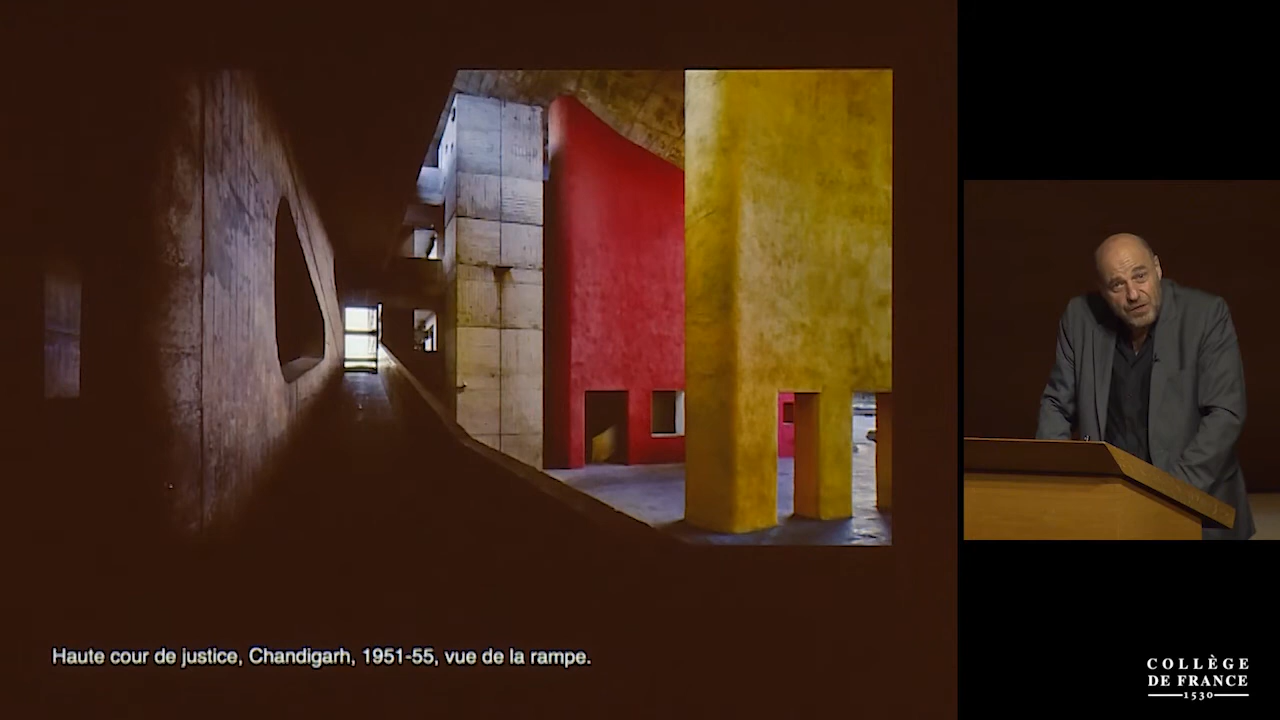 Haute cour de justice, Chandigarh, 1951-55, vue de la rampe.
COLLÈGE
DE FRANCE
1530